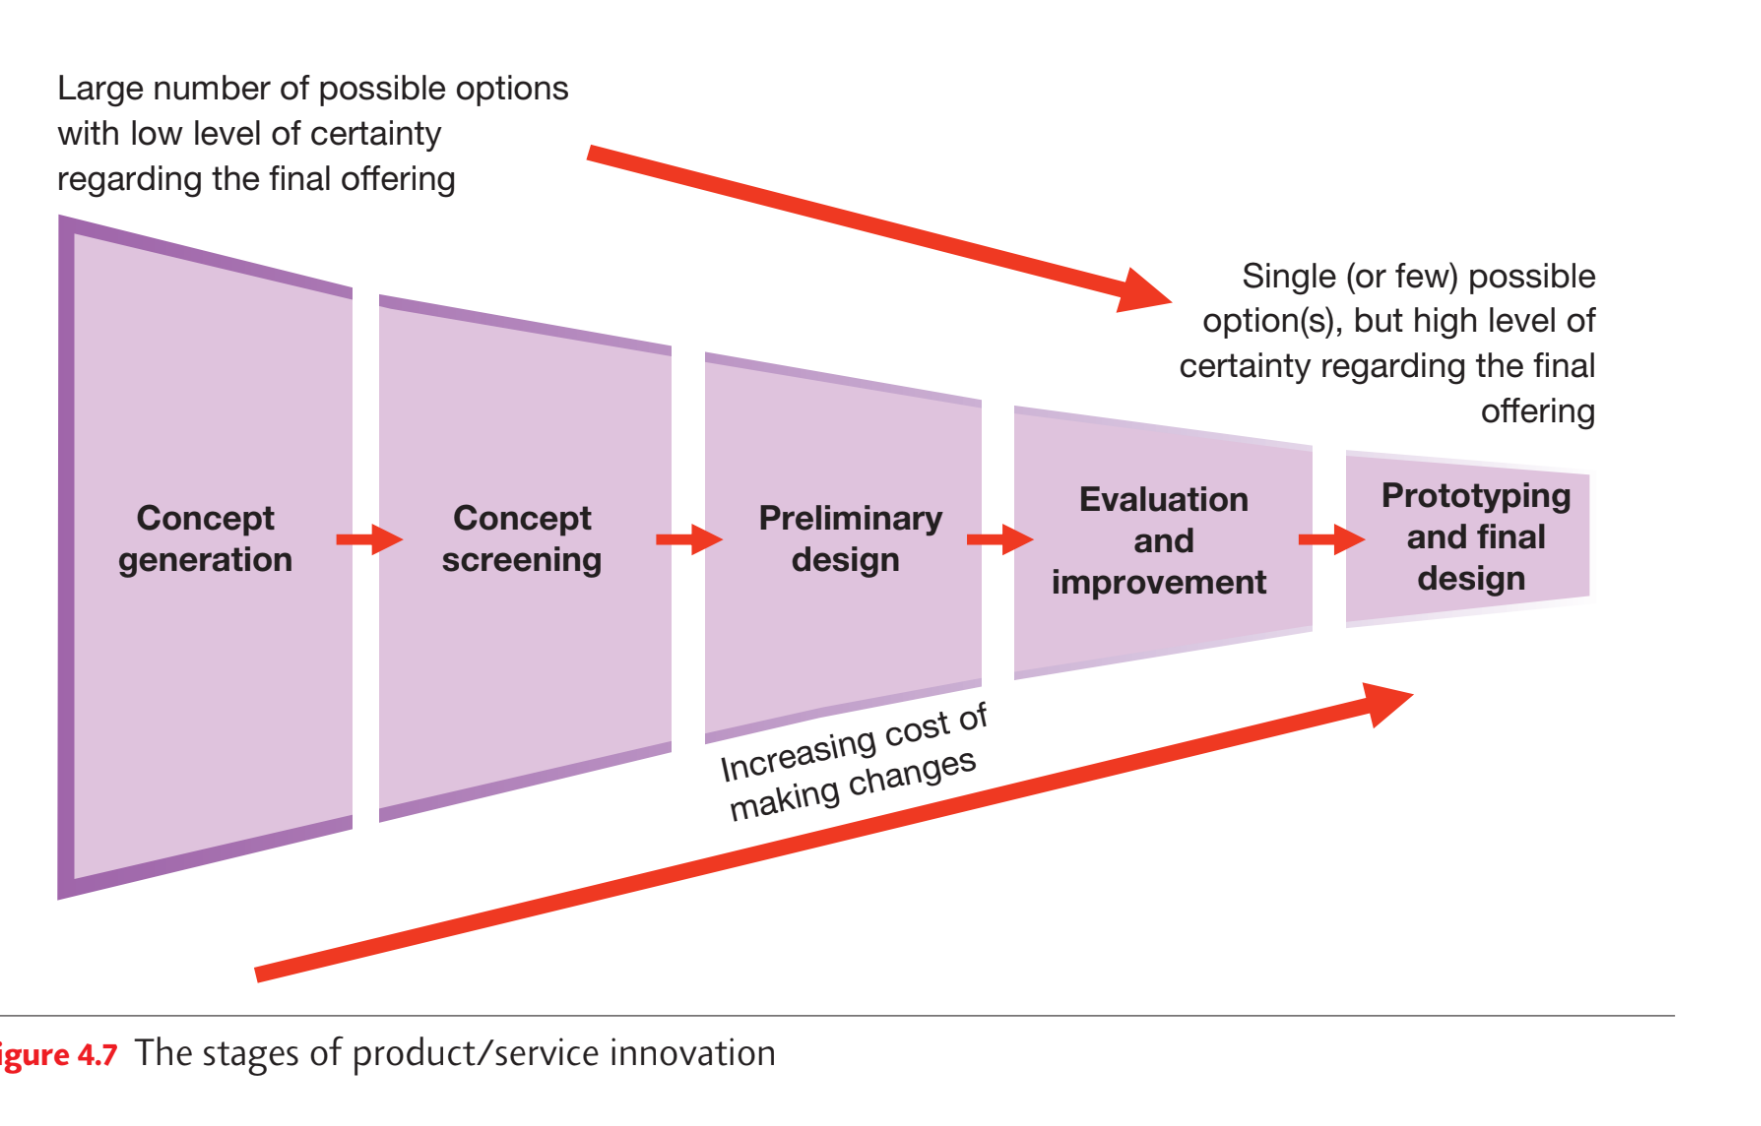 Large number of possible options
with low level of certainty
regarding the final offering
Single (or few) possible
option(s), but high level of
certainty regarding the final
offering
Concept
generation
Concept
screening
Preliminary
design
Evaluation
and
improvement
Prototyping
and final
design
Increasing cost of
making changes
igure 4.7 The stages of product/service innovation